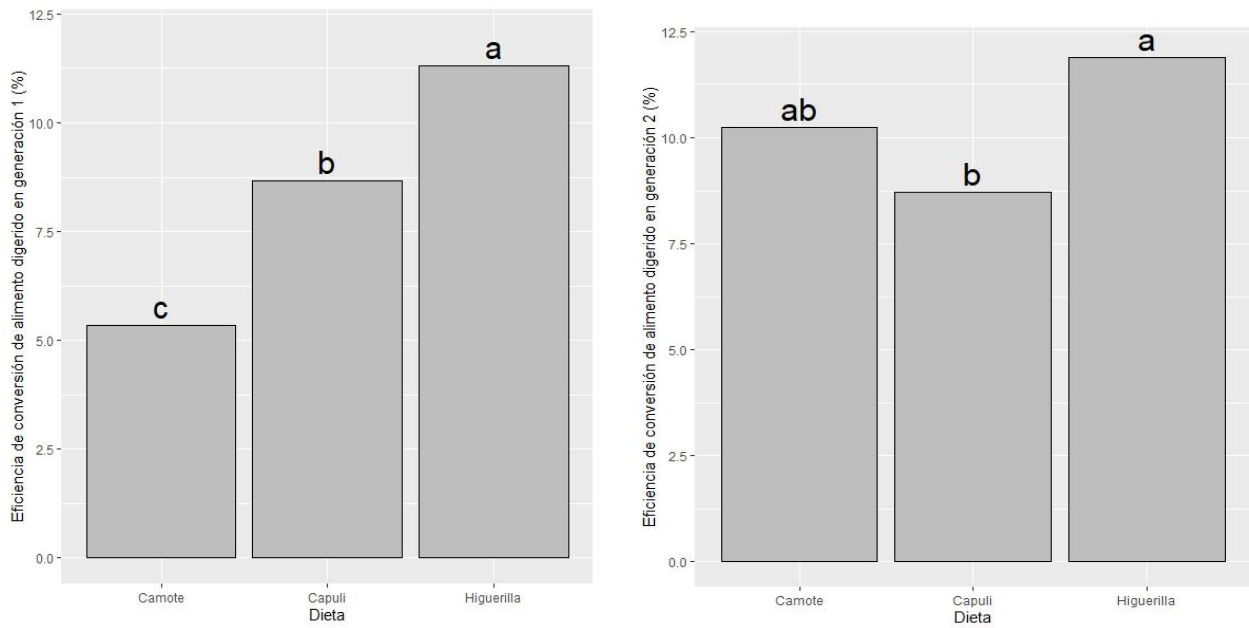 Eficiencia de conversión de alimento digerido en generación 1 (%)
12.5
10.0
7.5
5.0
2.5
0.0
c
b
a
Camote
Capuli
Higuerilla
Dieta
Eficiencia de conversión de alimento digerido en generación 2 (%)
12.5
10.0
7.5
5.0
2.5
0.0
ab
b
a
Camote
Capuli
Higuerilla
Dieta